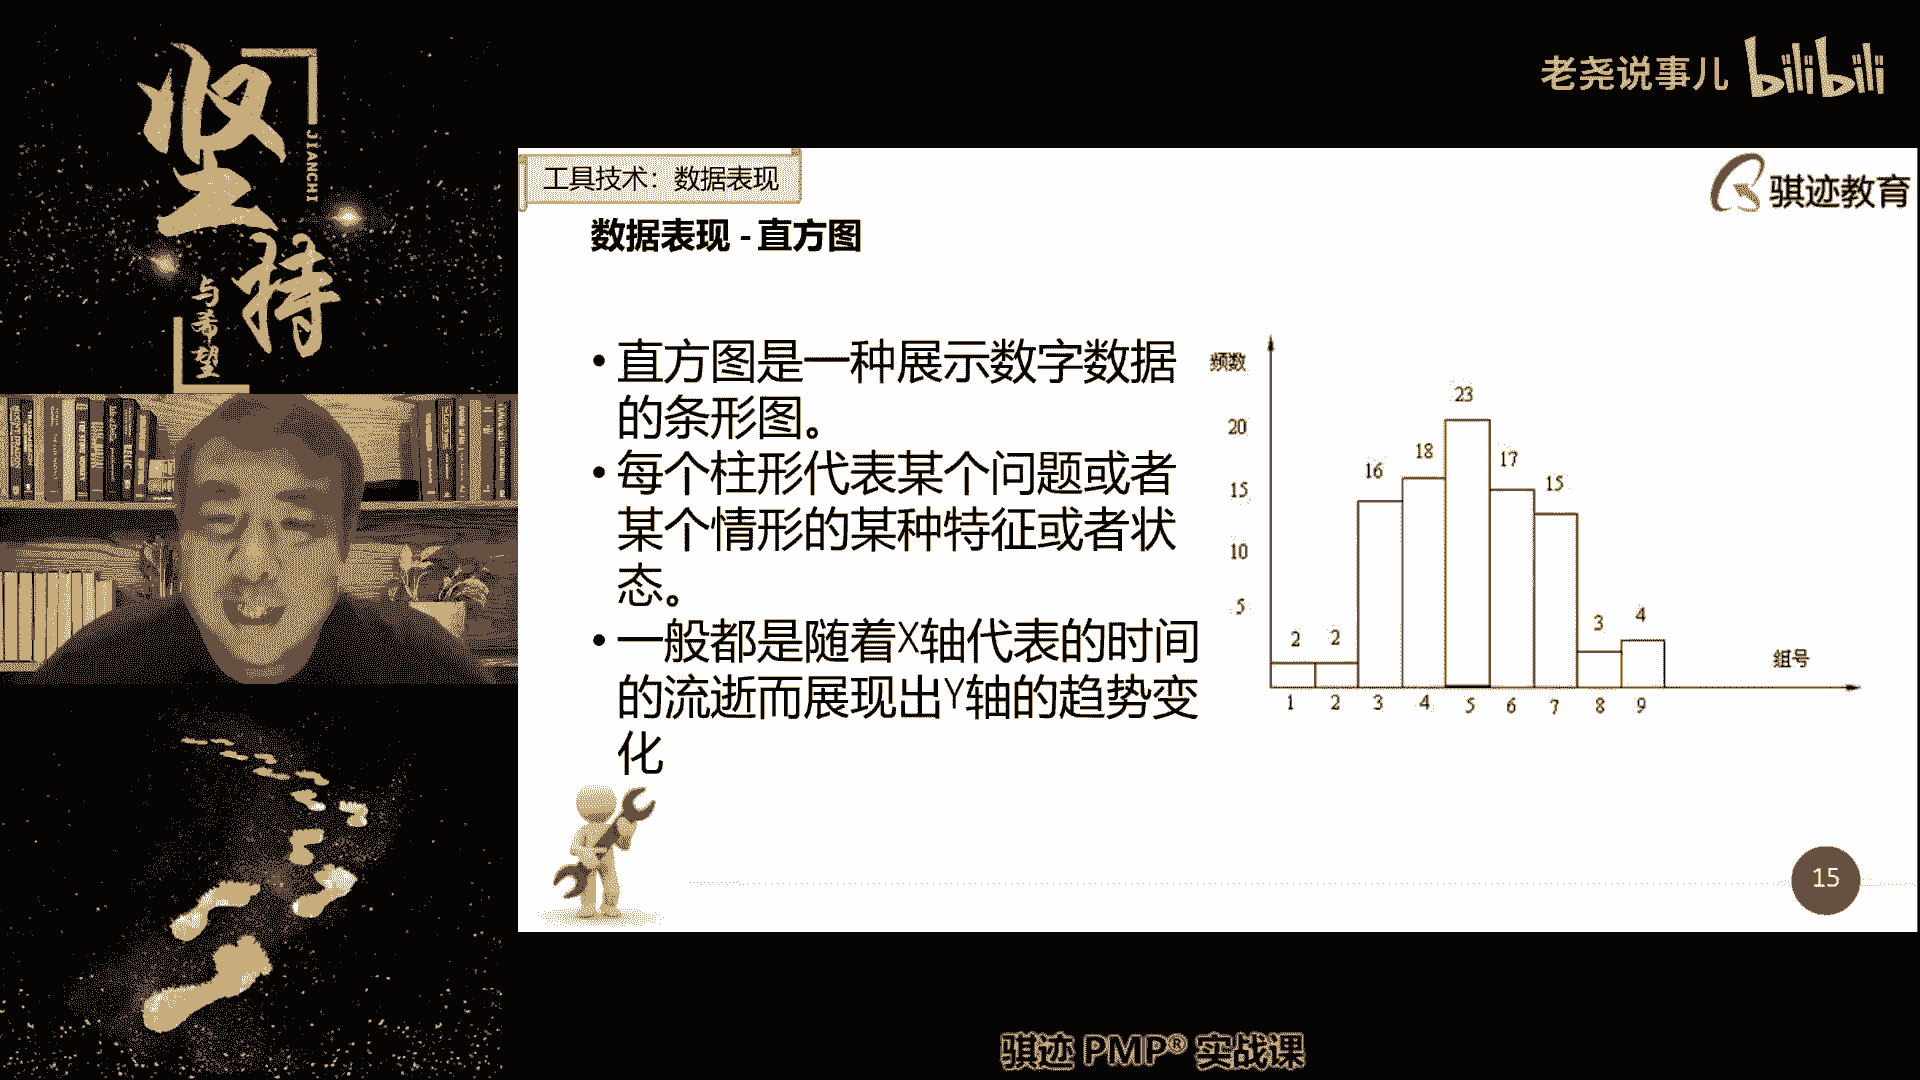 坚
持
JIANCHI
与希望
老尧说事儿 bilibili
工具技术：数据表现
骐迹教育
数据表现 - 直方图
• 直方图是一种展示数字数据
的条形图。
• 每个柱形代表某个问题或者
某个情形的某种特征或者状
态。
• 一般都是随着X轴代表的时间
的流逝而展现出Y轴的趋势变
化
频数
20
15
10
5
2 2 16 18 23 17 15 3 4
组号
1 2 3 4 5 6 7 8 9
15
骐迹 PMP® 实战课